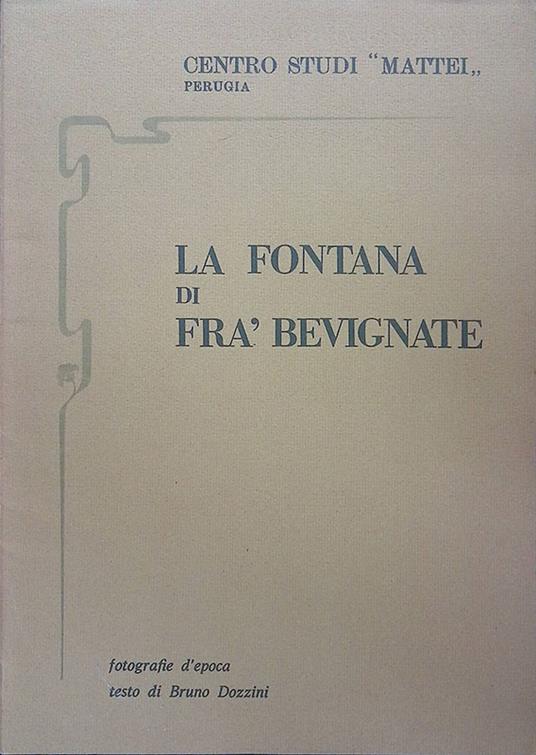 CENTRO STUDI “MATTEI„
PERUGIA
LA FONTANA
DI
FRA’ BEVIGNATE
fotografie d'epoca
testo di Bruno Dozzini